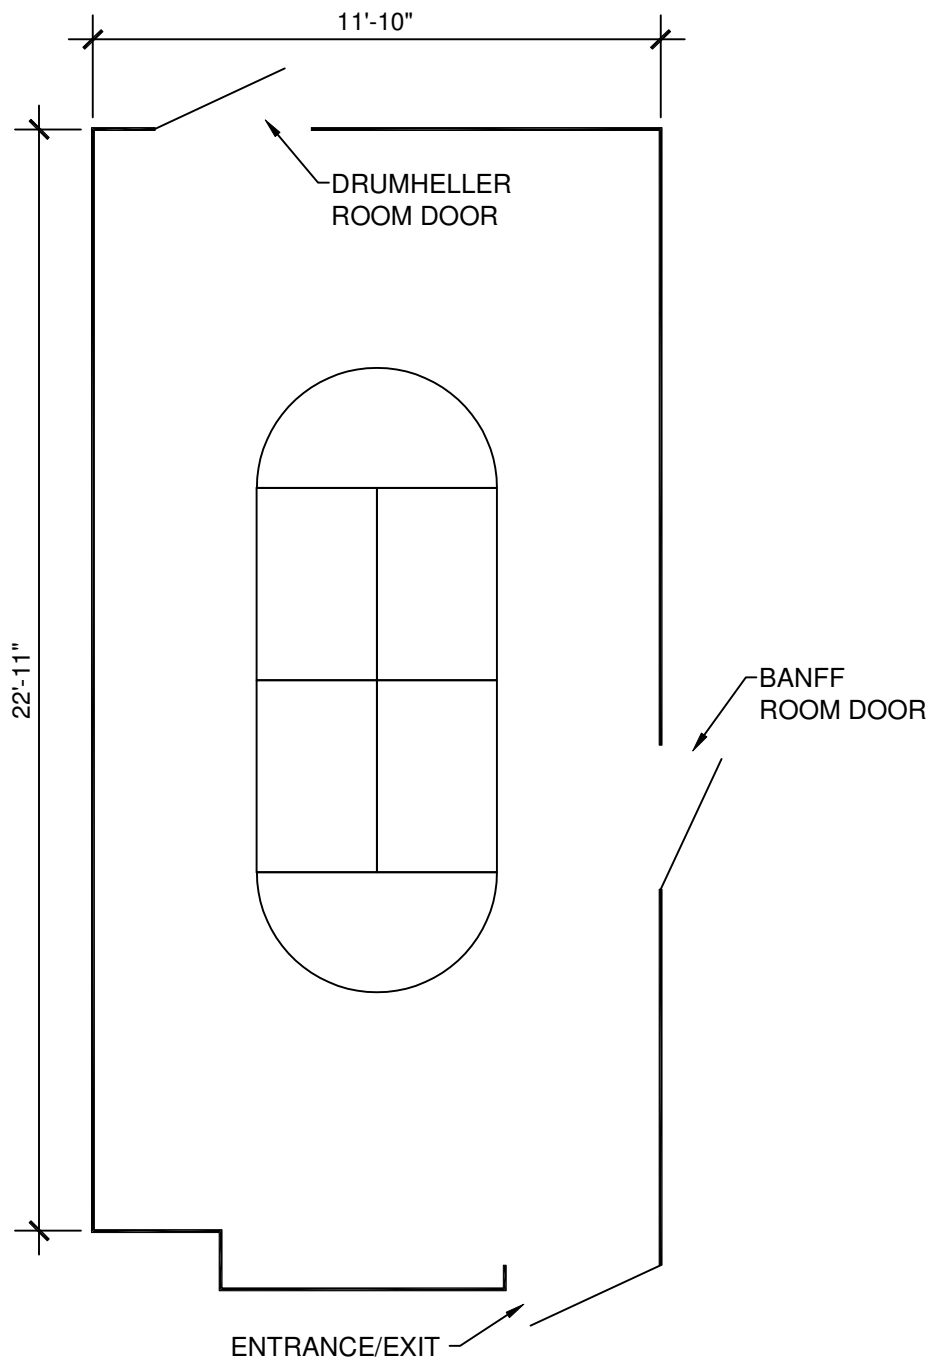 11'-10"
DRUMHELLER
ROOM DOOR
22'-11"
BANFF
ROOM DOOR
ENTRANCE/EXIT